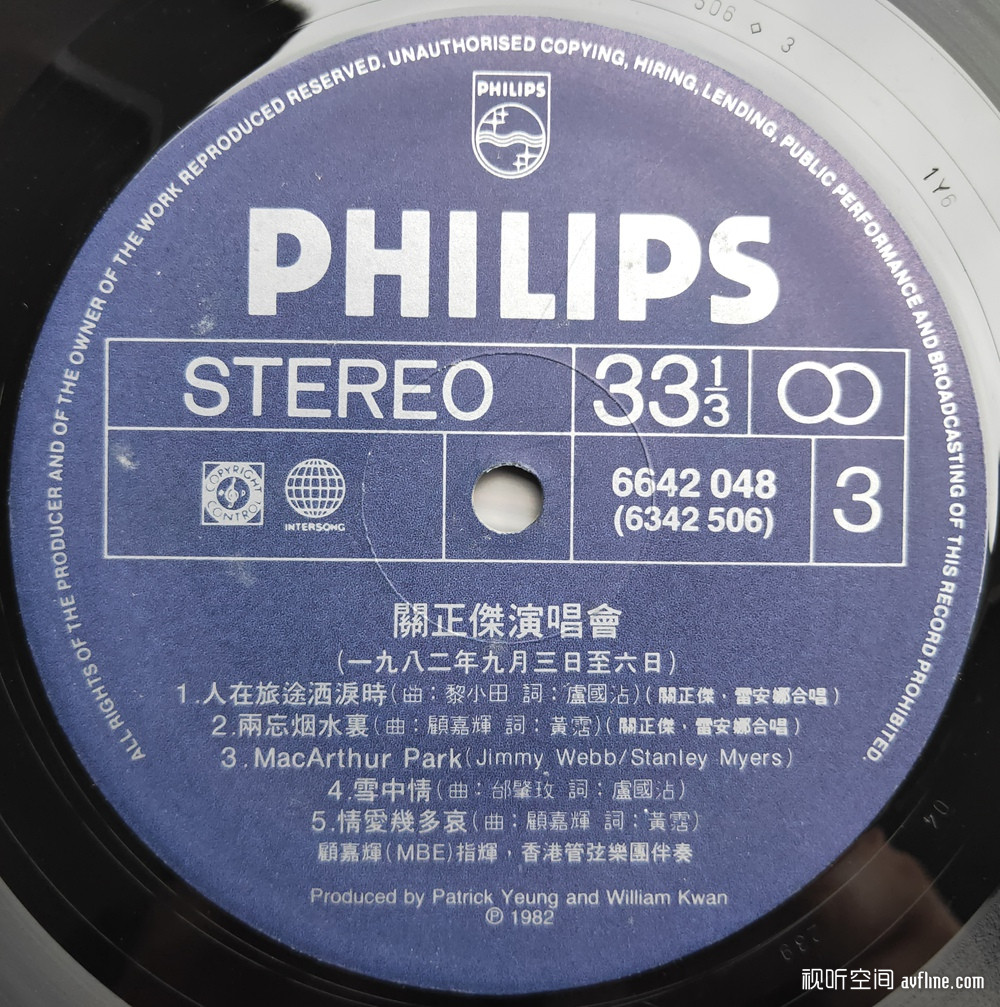 506 ◇ 3
1Y6
ALL RIGHTS OF THE PRODUCER AND OF THE OWNER OF THE WORK REPRODUCED RESERVED. UNAUTHORISED COPYING, HIRING, LENDING, PUBLIC PERFORMANCE AND BROADCASTING OF THIS RECORD PROHIBITED.
PHILIPS
PHILIPS
STEREO 33 1/3
COPYRIGHT CONTROL
INTERSONG
6642 048
(6342 506)
3
關正傑演唱會
(一九八二年九月三日至六日)
1.人在旅途洒淚時(曲:黎小田 詞:盧國沾)(關正傑·雷安娜合唱)
2.兩忘烟水裏(曲:顧嘉輝 詞:黃霑)(關正傑·雷安娜合唱)
3.MacArthur Park(Jimmy Webb/Stanley Myers)
4.雪中情(曲:邰肇玫 詞:盧國沾)
5.情愛幾多哀(曲:顧嘉輝 詞:黃霑)
顧嘉輝(MBE)指輝,香港管弦樂團伴奏
Produced by Patrick Yeung and William Kwan
Ⓟ 1982
视听空间 avfline.com